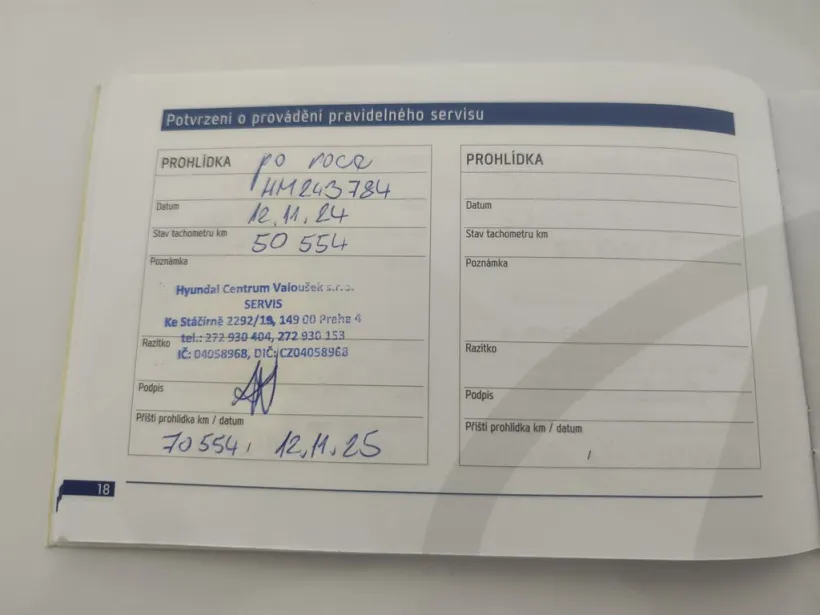 Potvrzení o provádění pravidelného servisu
PROHLÍDKA po roce
HM243784
Datum 12.11.24
Stav tachometru km 50 554
Poznámka
Hyundai Centrum Valoušek s.r.o.
SERVIS
Ke Stáčírně 2292/19, 149 00 Praha 4
tel.: 272 930 404, 272 930 153
Razítko
IČ: 04058968, DIČ: CZ04058968
Podpis
Příští prohlídka km / datum
70 554, 12.11.25
PROHLÍDKA
Datum
Stav tachometru km
Poznámka
Razítko
Podpis
Příští prohlídka km / datum
/
18